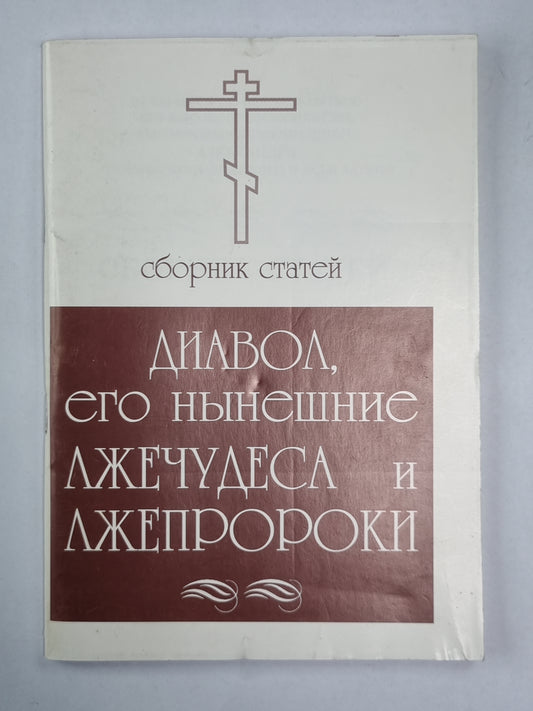 сборник статей
ДИАВОЛ,
его нынешние
ЛЖЕЧУДЕСА и
ЛЖЕПРОРОКИ